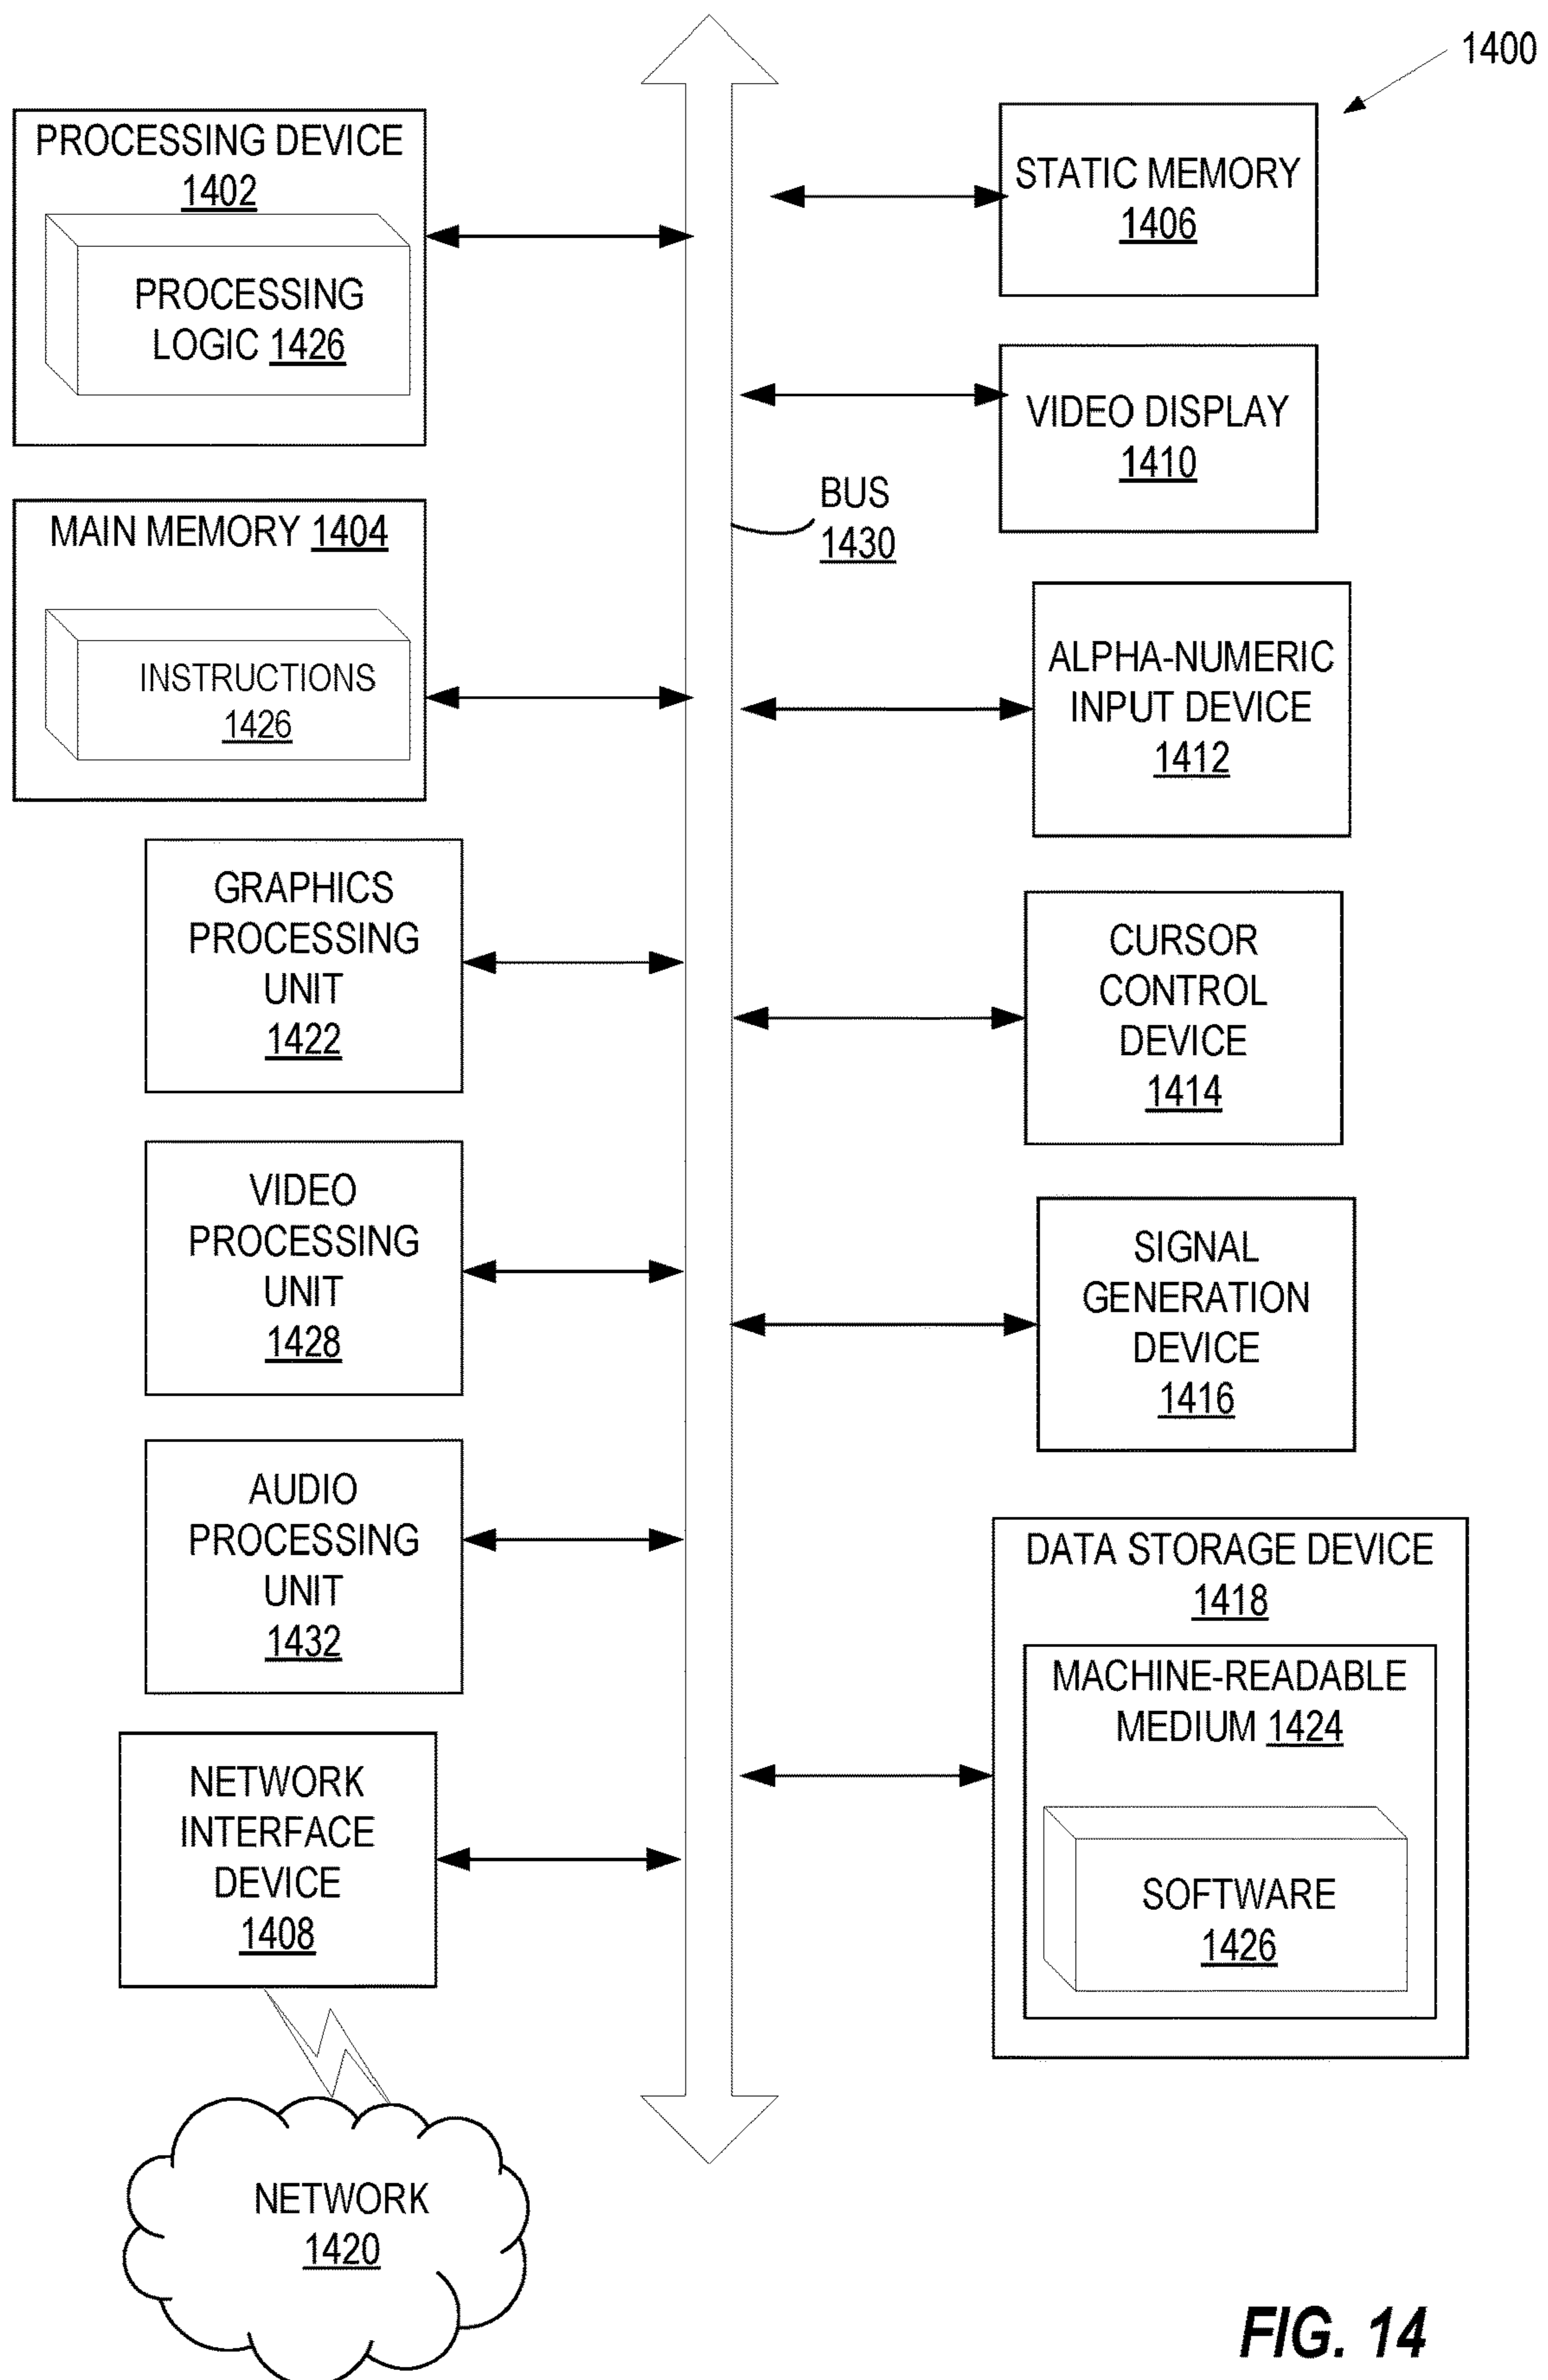 1400
PROCESSING DEVICE
1402
PROCESSING
LOGIC 1426
STATIC MEMORY
1406
VIDEO DISPLAY
1410
BUS
1430
MAIN MEMORY 1404
INSTRUCTIONS
1426
ALPHA-NUMERIC
INPUT DEVICE
1412
GRAPHICS
PROCESSING
UNIT
1422
CURSOR
CONTROL
DEVICE
1414
VIDEO
PROCESSING
UNIT
1428
SIGNAL
GENERATION
DEVICE
1416
AUDIO
PROCESSING
UNIT
1432
DATA STORAGE DEVICE
1418
MACHINE-READABLE
MEDIUM 1424
SOFTWARE
1426
NETWORK
INTERFACE
DEVICE
1408
NETWORK
1420
FIG. 14